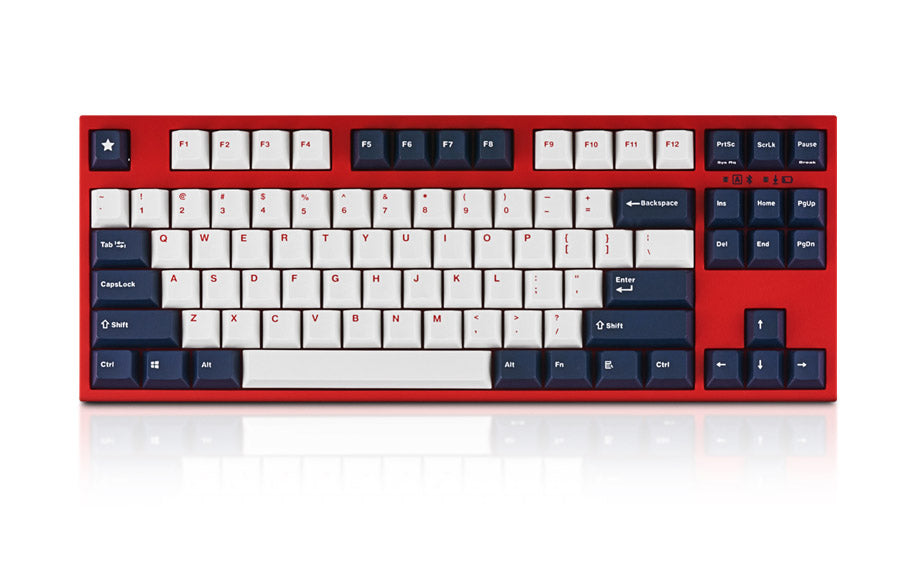 F1 F2 F3 F4 F5 F6 F7 F8 F9 F10 F11 F12 PrtSc ScrLk Pause
Sys Rq Break
A
~ ! @ # $ % ^ & * ( ) — +
` 1 2 3 4 5 6 7 8 9 0 - = Backspace Ins Home PgUp
Tab Q W E R T Y U I O P { } Del End PgDn
[ ] \
CapsLock A S D F G H J K L : " Enter
; '
Shift Z X C V B N M < > ? Shift
, . /
Ctrl Alt Alt Fn Ctrl